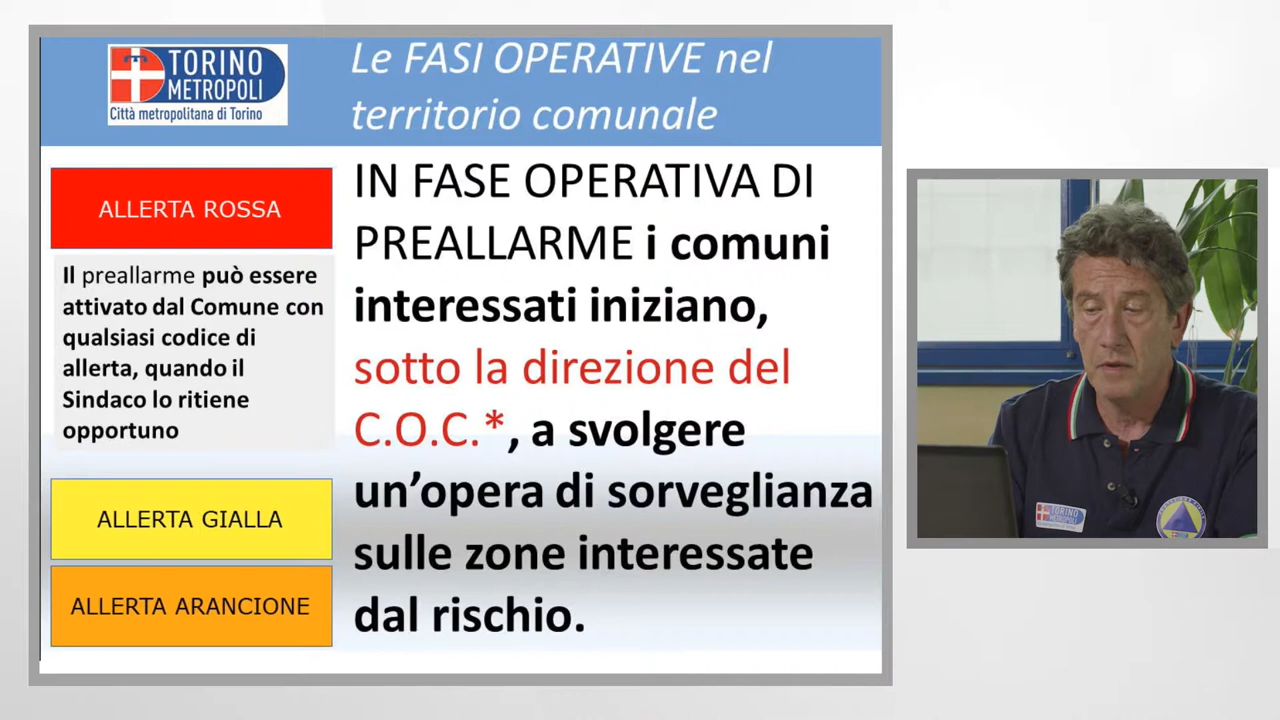 TORINO
METROPOLI
Città metropolitana di Torino
Le FASI OPERATIVE nel
territorio comunale
ALLERTA ROSSA
Il preallarme può essere
attivato dal Comune con
qualsiasi codice di
allerta, quando il
Sindaco lo ritiene
opportuno
ALLERTA GIALLA
ALLERTA ARANCIONE
IN FASE OPERATIVA DI
PREALLARME i comuni
interessati iniziano,
sotto la direzione del
C.O.C.*, a svolgere
un’opera di sorveglianza
sulle zone interessate
dal rischio.
TORINO
METROPOLI